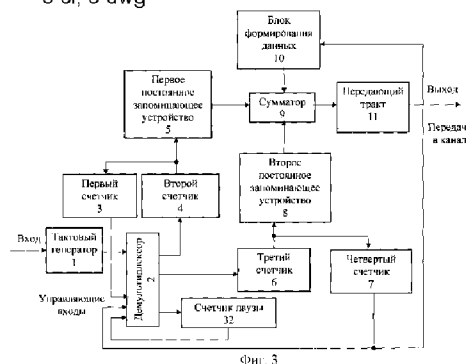 Блок
формирования
данных
10
Первое
постоянное
запоминающее
устройство
5
Сумматор
9
Передающий
тракт
11
Выход
Передача
в канал
Второе
постоянное
запоминающее
устройство
8
Первый
счетчик
3
Второй
счетчик
4
Вход
Тактовый
генератор
1
Демультиплексор
2
Третий
счетчик
6
Четвертый
счетчик
7
Управляющие
входы
Счетчик паузы
32
Фиг. 3